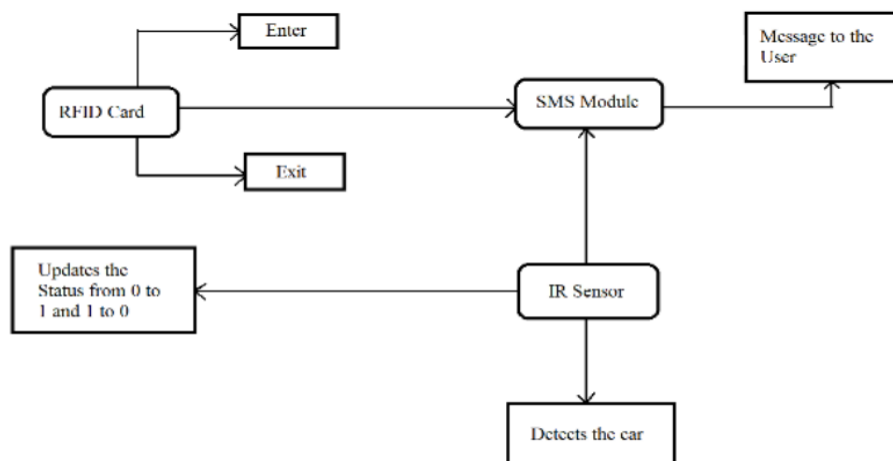 Enter
Message to the
User
RFID Card
SMS Module
Exit
Updates the
Status from 0 to
1 and 1 to 0
IR Sensor
Detects the car